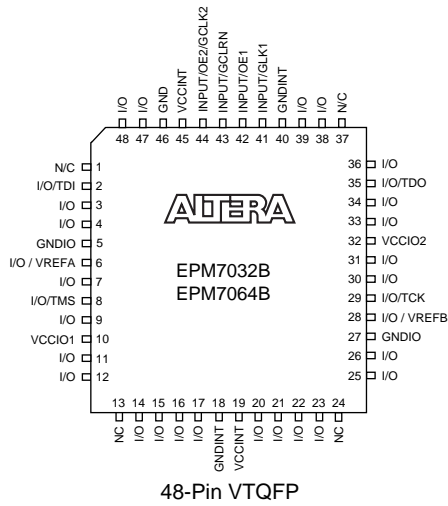 INPUT/OE2/GCLK2
INPUT/GCLRN
INPUT/OE1
INPUT/GLK1
I/O I/O GND VCCINT GNDINT I/O I/O N/C
48 47 46 45 44 43 42 41 40 39 38 37
N/C 1
I/O/TDI 2
I/O 3
I/O 4
GNDIO 5
I/O / VREFA 6
I/O 7
I/O/TMS 8
I/O 9
VCCIO1 10
I/O 11
I/O 12
ALTERA
EPM7032B
EPM7064B
36 I/O
35 I/O/TDO
34 I/O
33 I/O
32 VCCIO2
31 I/O
30 I/O
29 I/O/TCK
28 I/O / VREFB
27 GNDIO
26 I/O
25 I/O
13 14 15 16 17 18 19 20 21 22 23 24
NC I/O I/O I/O I/O GNDINT VCCINT I/O I/O I/O I/O NC
48-Pin VTQFP